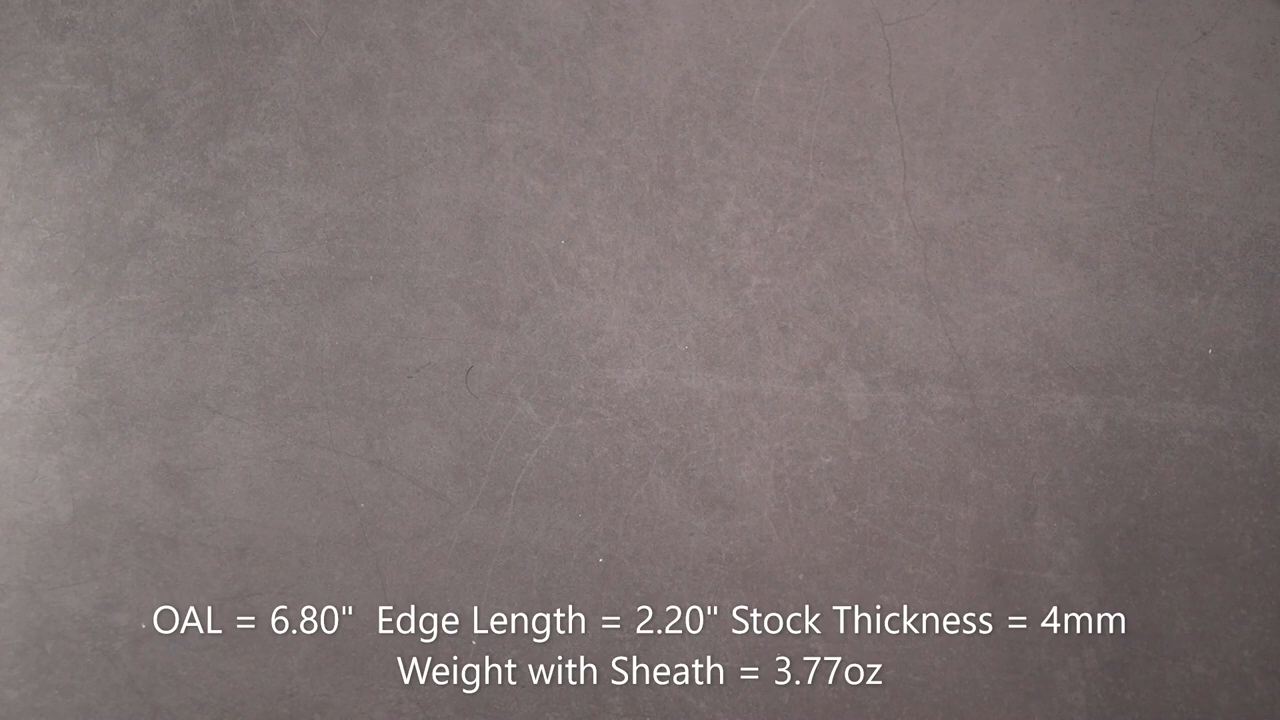 OAL = 6.80"  Edge Length = 2.20" Stock Thickness = 4mm
Weight with Sheath = 3.77oz